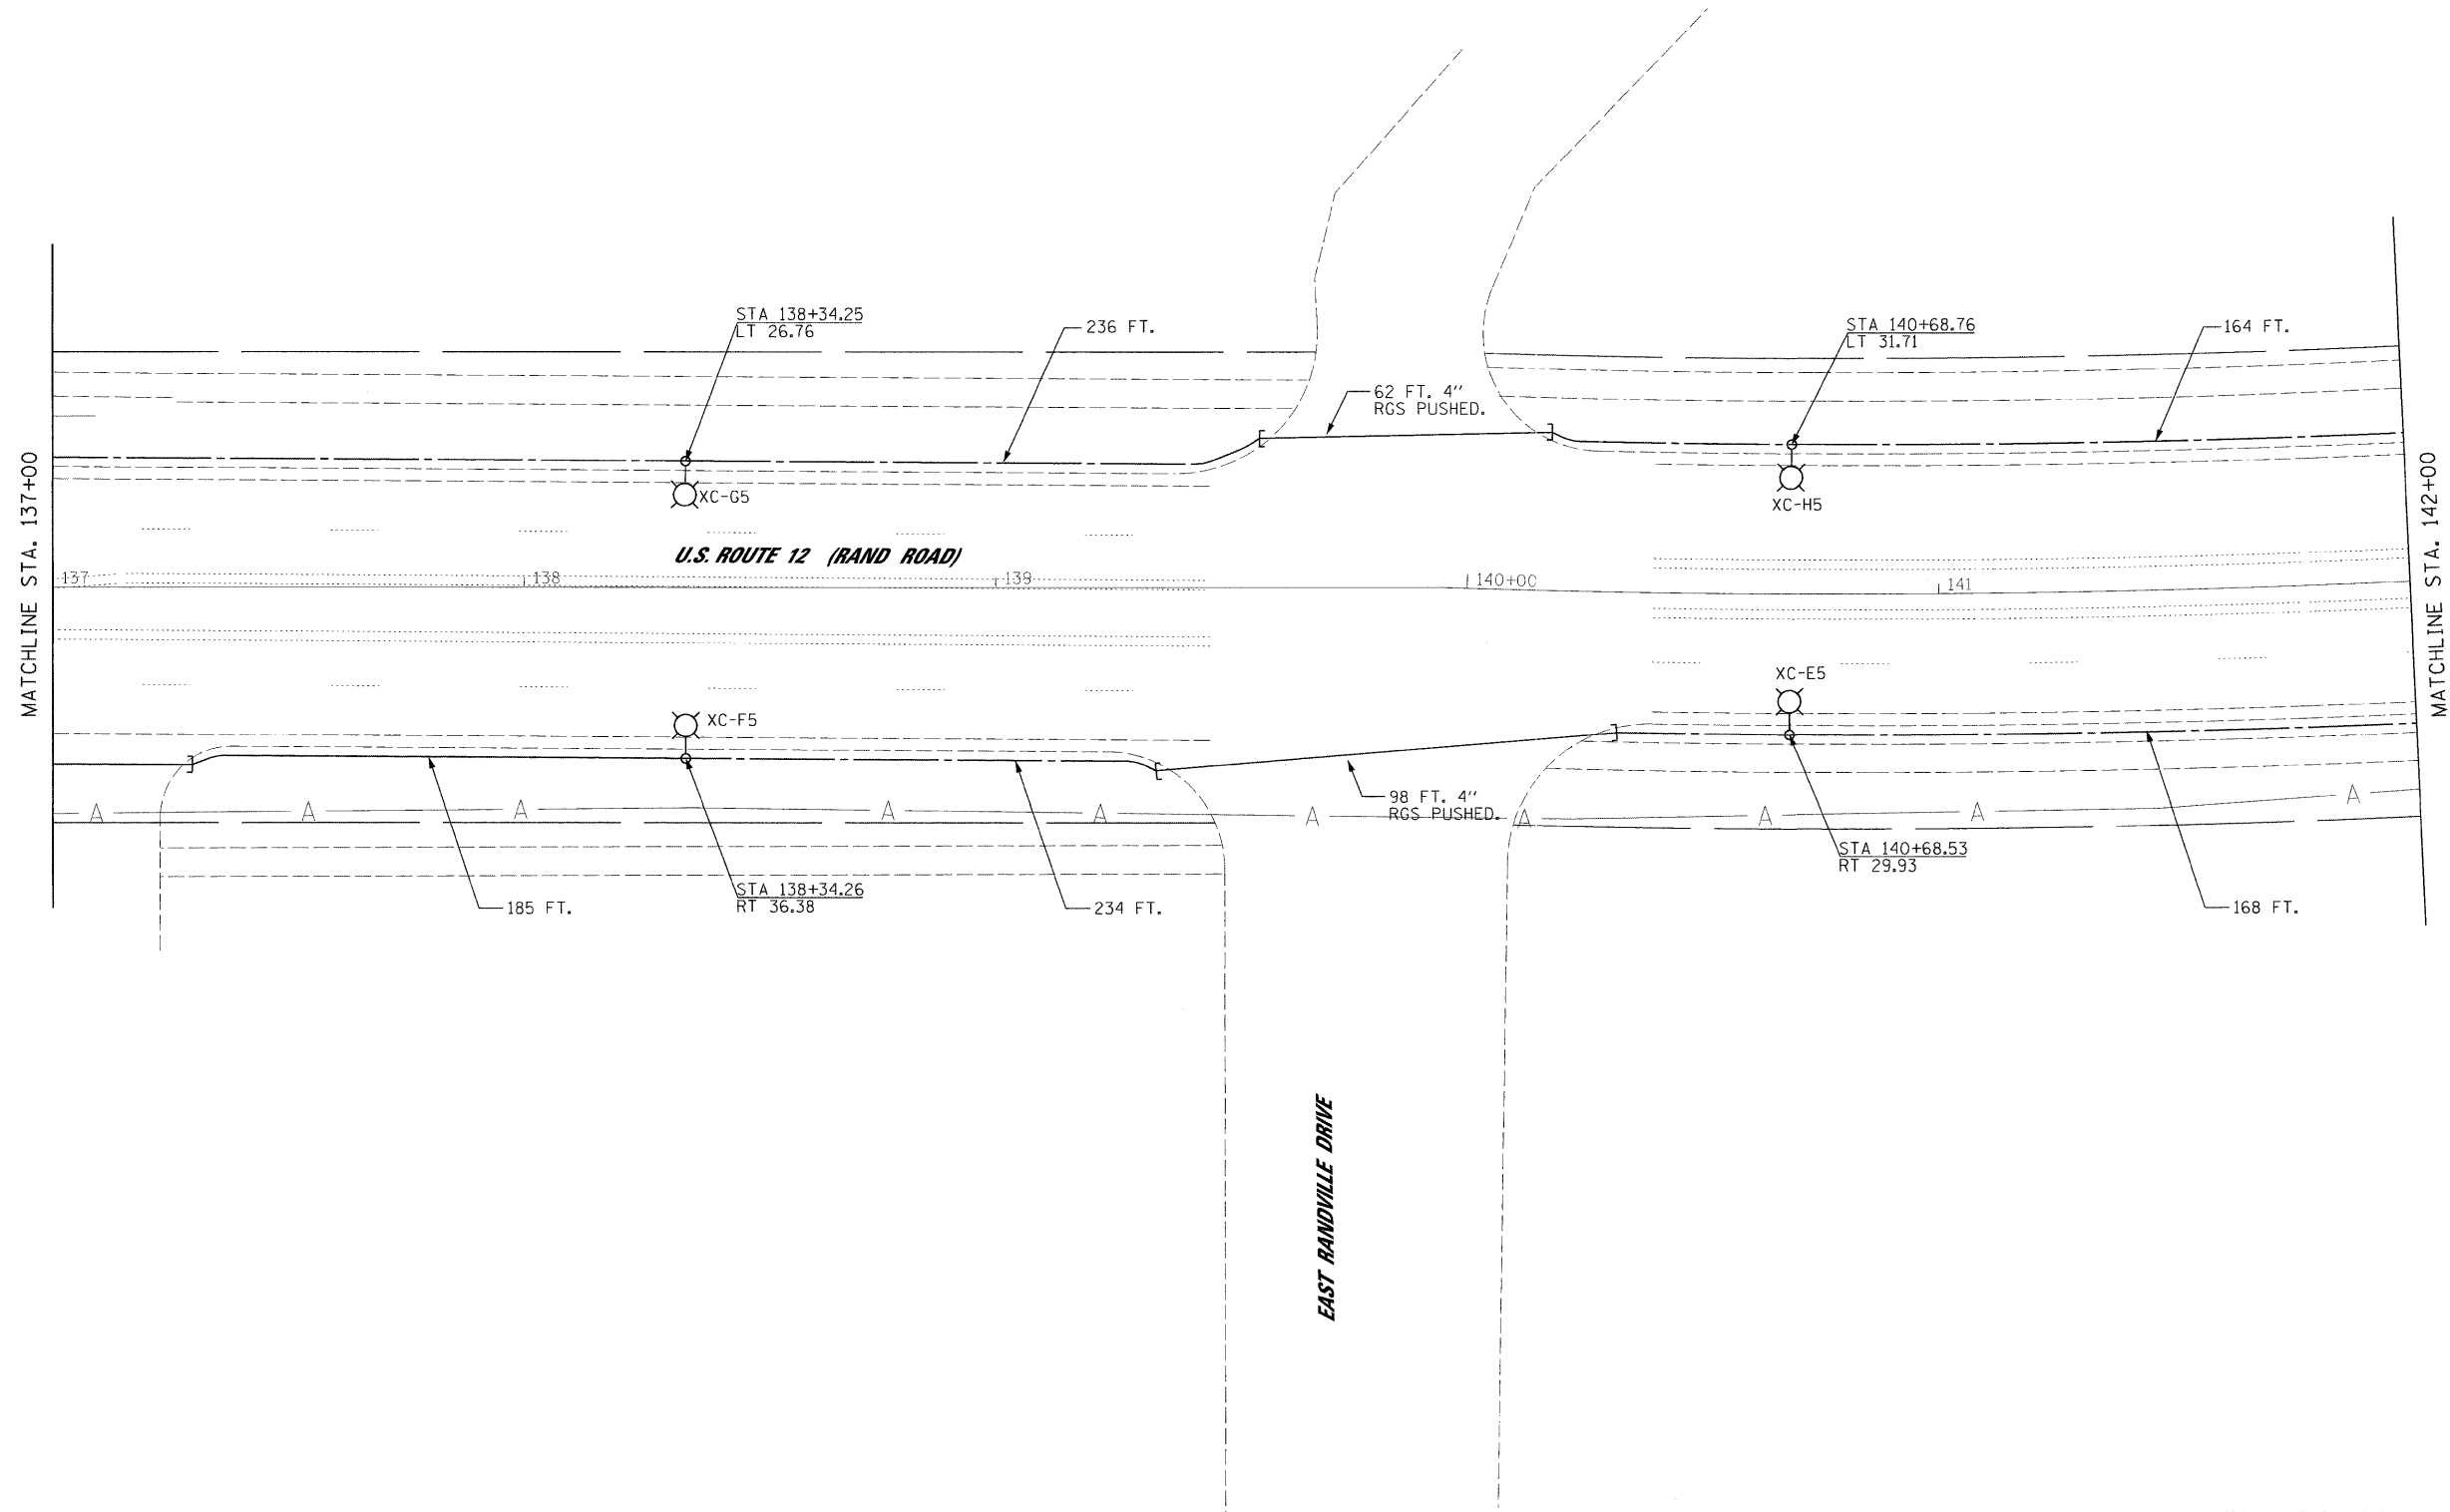 STA 138+34.25
LT 26.76
236 FT.
STA 140+68.76
LT 31.71
164 FT.
62 FT. 4''
RGS PUSHED.
MATCHLINE STA. 137+00
XC-G5
XC-H5
MATCHLINE STA. 142+00
U.S. ROUTE 12 (RAND ROAD)
137
138
139
140+00
141
XC-F5
XC-E5
98 FT. 4''
RGS PUSHED.
A A A A A A A A A A
STA 138+34.26
RT 36.38
185 FT.
234 FT.
STA 140+68.53
RT 29.93
168 FT.
EAST RANDVILLE DRIVE